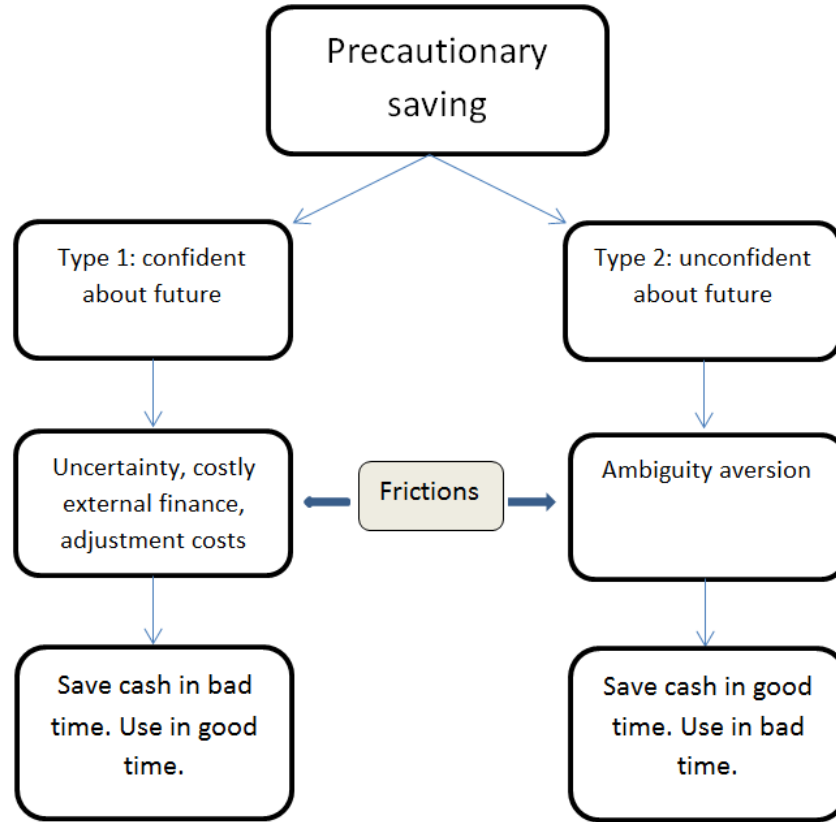 Precautionary
saving
Type 1: confident
about future
Type 2: unconfident
about future
Uncertainty, costly
external finance,
adjustment costs
Frictions
Ambiguity aversion
Save cash in bad
time. Use in good
time.
Save cash in good
time. Use in bad
time.